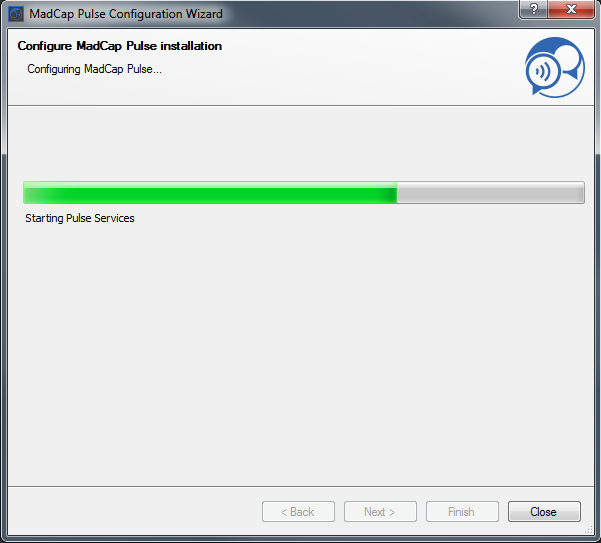 MadCap Pulse Configuration Wizard
Configure MadCap Pulse installation
Configuring MadCap Pulse...
Starting Pulse Services
< Back Next > Finish Close